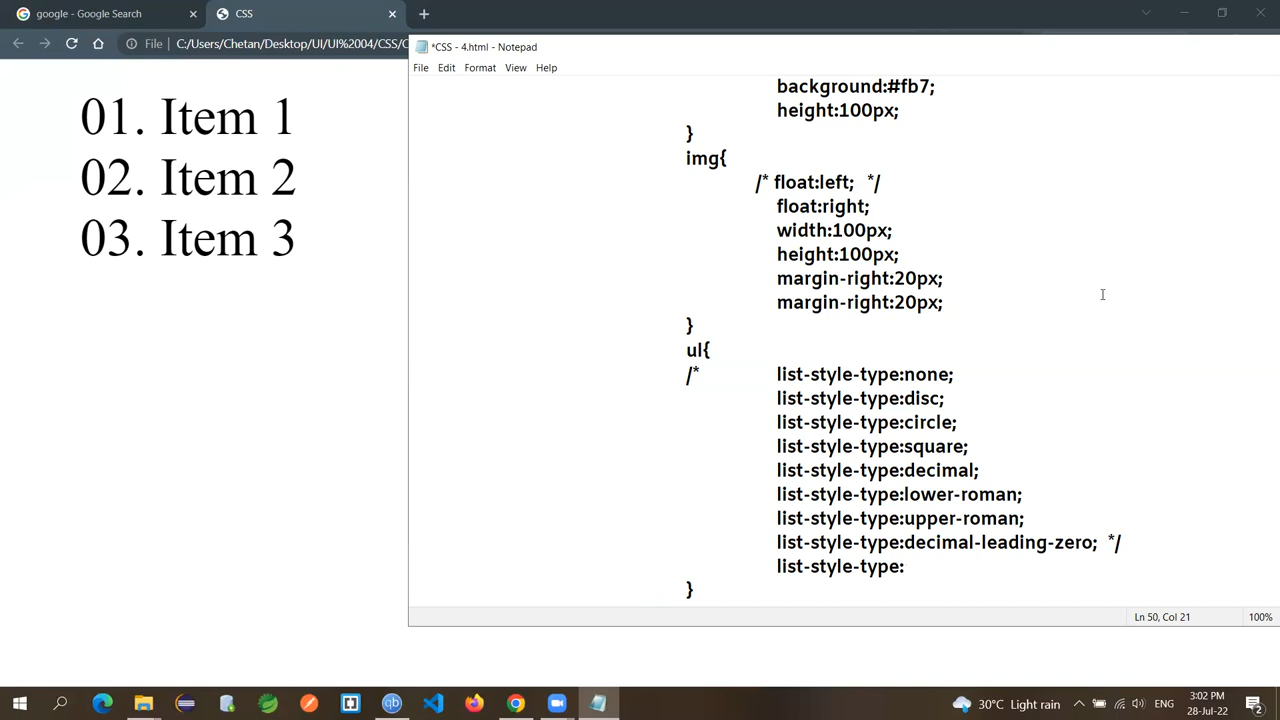 google - Google Search
CSS
File
C:/Users/Chetan/Desktop/UI/UI%2004/CSS/C
*CSS - 4.html - Notepad
File Edit Format View Help
01. Item 1
02. Item 2
03. Item 3
background:#fb7;
height:100px;
}
img{
/* float:left; */
float:right;
width:100px;
height:100px;
margin-right:20px;
margin-right:20px;
}
ul{
/* list-style-type:none;
list-style-type:disc;
list-style-type:circle;
list-style-type:square;
list-style-type:decimal;
list-style-type:lower-roman;
list-style-type:upper-roman;
list-style-type:decimal-leading-zero; */
list-style-type:
}
Ln 50, Col 21
100%
30°C Light rain
ENG
3:02 PM
28-Jul-22
2